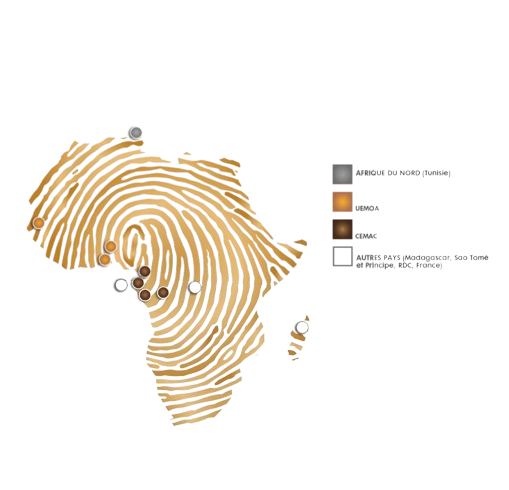 AFRIQUE DU NORD (Tunisie)
UEMOA
CEMAC
AUTRES PAYS (Madagascar, Sao Tomé
et Principe, RDC, France)